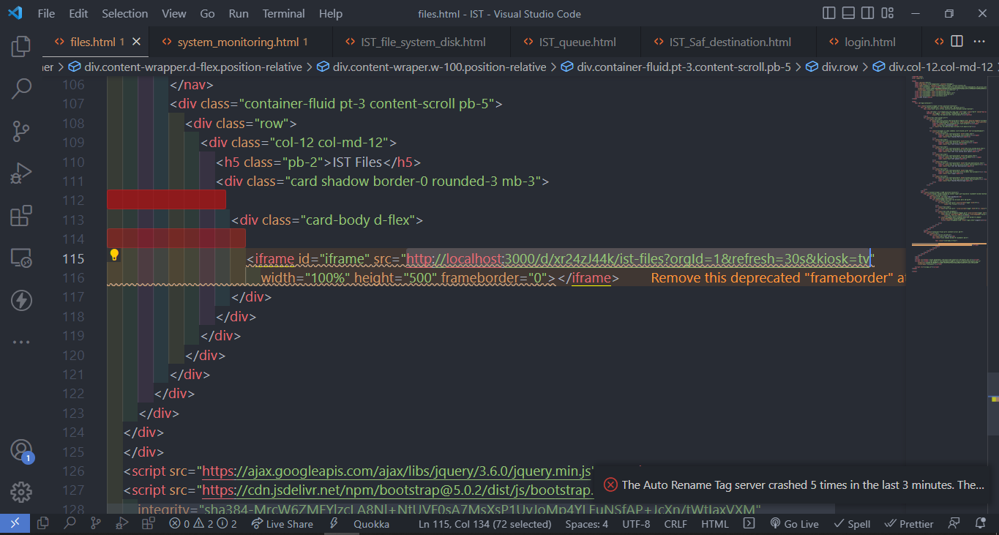 File Edit Selection View Go Run Terminal Help files.html - IST - Visual Studio Code
files.html 1 system_monitoring.html 1 IST_file_system_disk.html IST_queue.html IST_Saf_destination.html login.html
ner > div.content-wrapper.d-flex.position-relative > div.content-wraper.w-100.position-relative > div.container-fluid.pt-3.content-scroll.pb-5 > div.row > div.col-12.col-md-12
106 </nav>
107 <div class="container-fluid pt-3 content-scroll pb-5">
108 <div class="row">
109 <div class="col-12 col-md-12">
110 <h5 class="pb-2">IST Files</h5>
111 <div class="card shadow border-0 rounded-3 mb-3">
112
113 <div class="card-body d-flex">
114
115 <iframe id="iframe" src="http://localhost:3000/d/xr24zJ44k/ist-files?orgId=1&refresh=30s&kiosk=tv"
116 width="100%" height="500" frameborder="0"></iframe> Remove this deprecated "frameborder" at
117 </div>
118 </div>
119 </div>
120 </div>
121 </div>
122 </div>
123 </div>
124 </div>
125 </div>
126 <script src="https://ajax.googleapis.com/ajax/libs/jquery/3.6.0/jquery.min.js"
127 <script src="https://cdn.jsdelivr.net/npm/bootstrap@5.0.2/dist/js/bootstrap.
The Auto Rename Tag server crashed 5 times in the last 3 minutes. The...
128
1
0 2 2 Live Share Quokka Ln 115, Col 134 (72 selected) Spaces: 4 UTF-8 CRLF HTML Go Live Spell Prettier